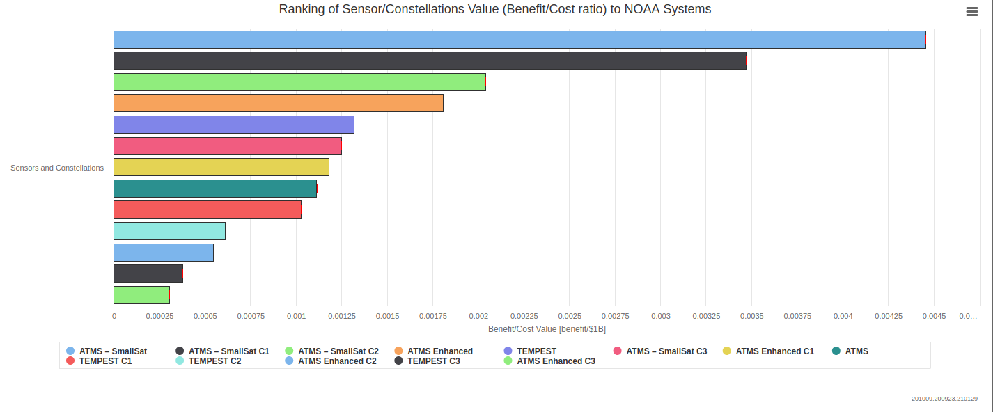 Ranking of Sensor/Constellations Value (Benefit/Cost ratio) to NOAA Systems
Sensors and Constellations
0 0.00025 0.0005 0.00075 0.001 0.00125 0.0015 0.00175 0.002 0.00225 0.0025 0.00275 0.003 0.00325 0.0035 0.00375 0.004 0.00425 0.0045 0.0…
Benefit/Cost Value [benefit/$1B]
ATMS – SmallSat ATMS – SmallSat C1 ATMS – SmallSat C2 ATMS Enhanced TEMPEST ATMS – SmallSat C3 ATMS Enhanced C1 ATMS
TEMPEST C1 TEMPEST C2 ATMS Enhanced C2 TEMPEST C3 ATMS Enhanced C3
201009.200923.210129